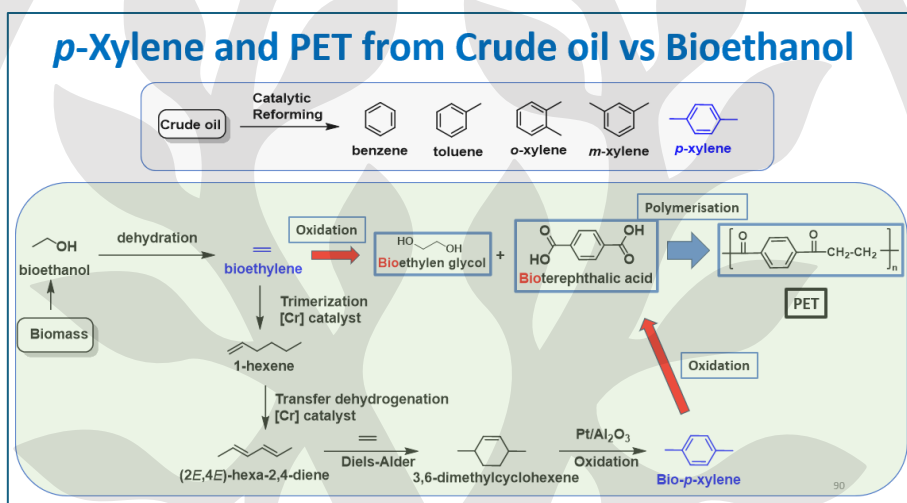 p-Xylene and PET from Crude oil vs Bioethanol
Crude oil
Catalytic
Reforming
benzene
toluene
o-xylene
m-xylene
p-xylene
OH
bioethanol
dehydration
bioethylene
Oxidation
HO
OH
Bioethylen glycol
+
O
OH
HO
O
Bioterephthalic acid
Polymerisation
O
O
CH₂-CH₂
n
PET
Biomass
Trimerization
[Cr] catalyst
1-hexene
Transfer dehydrogenation
[Cr] catalyst
(2E,4E)-hexa-2,4-diene
Diels-Alder
3,6-dimethylcyclohexene
Pt/Al₂O₃
Oxidation
Bio-p-xylene
Oxidation
90